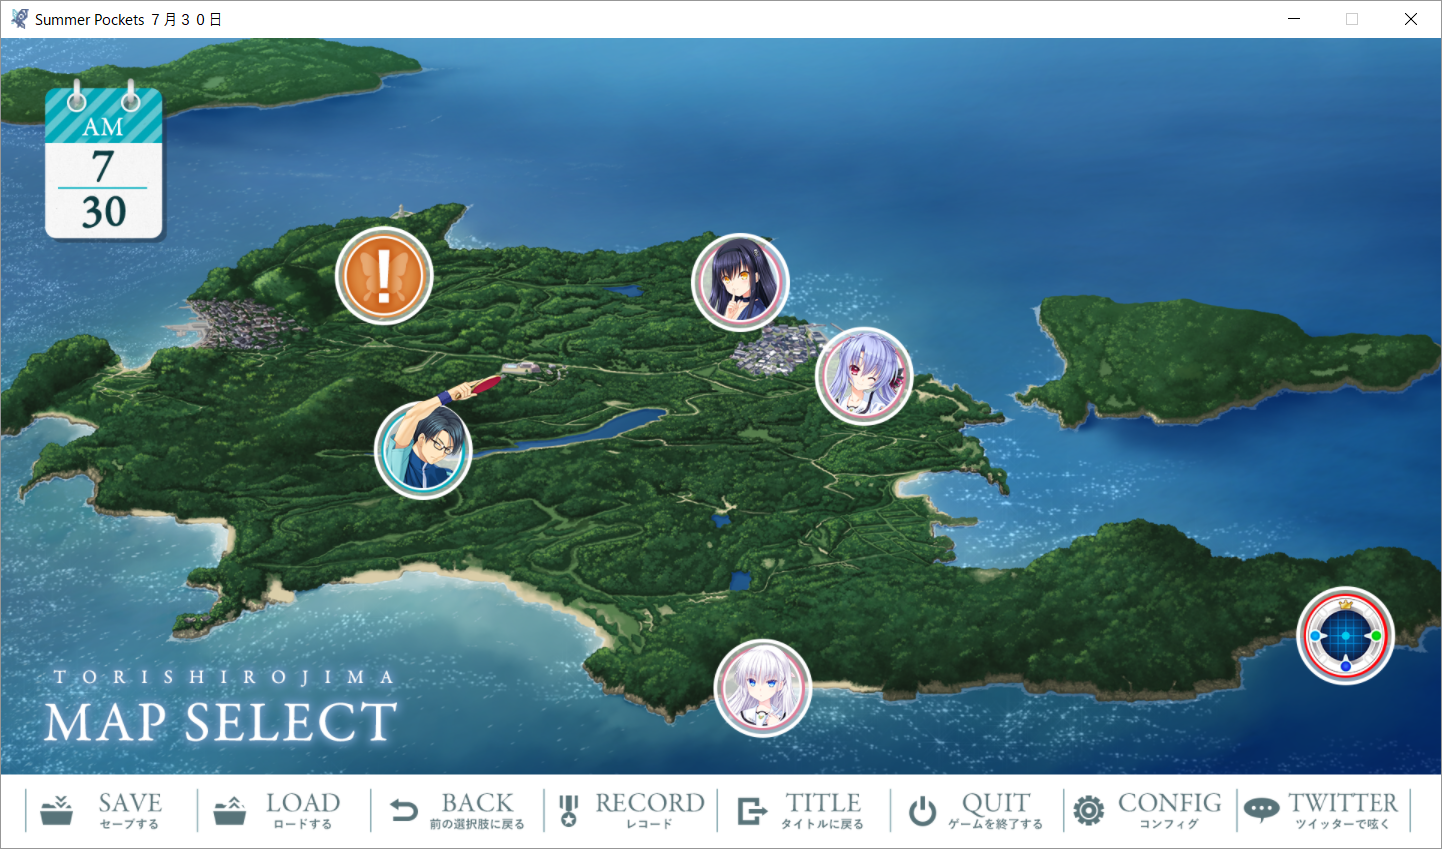 Summer Pockets ７月３０日
AM
7
30
!
TORISHIROJIMA
MAP SELECT
SAVE
セーブする
LOAD
ロードする
BACK
前の選択肢に戻る
RECORD
レコード
TITLE
タイトルに戻る
QUIT
ゲームを終了する
CONFIG
コンフィグ
TWITTER
ツイッターで呟く